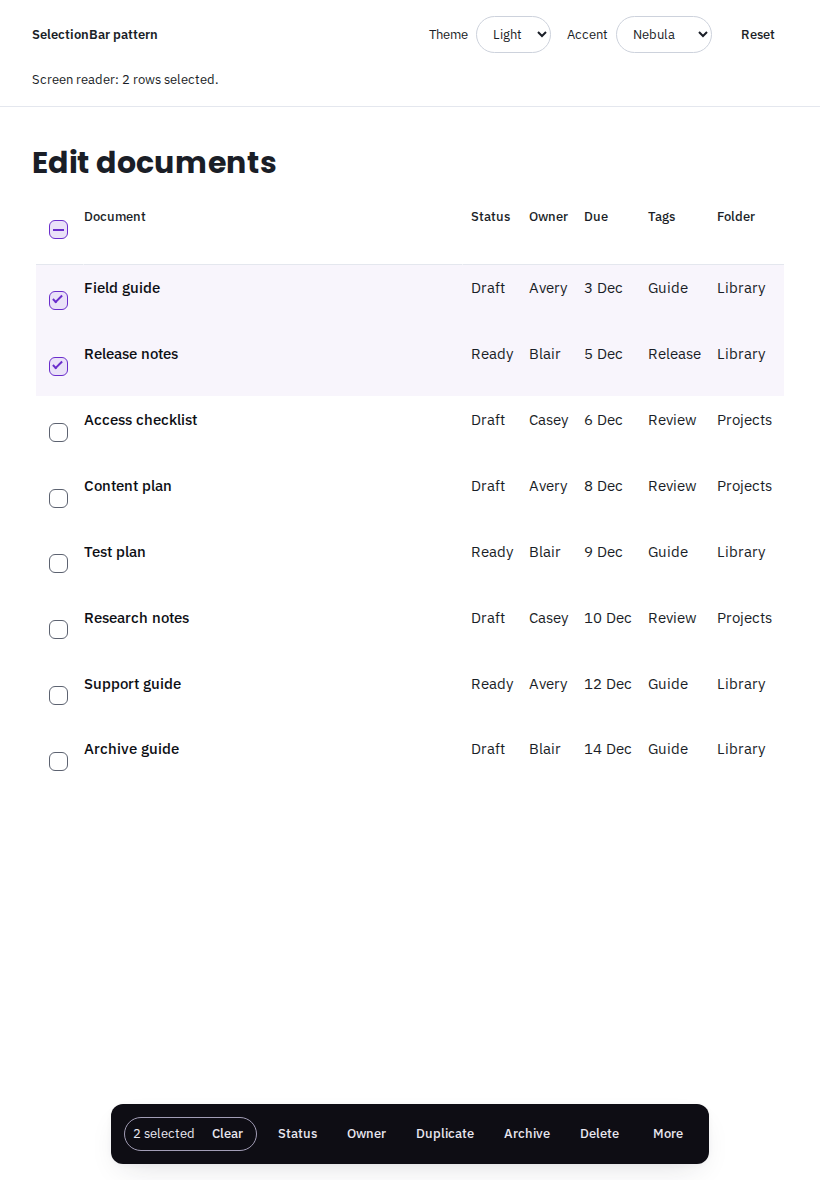 SelectionBar pattern Theme Light Accent Nebula Reset
Screen reader: 2 rows selected.
Edit documents
Document Status Owner Due Tags Folder
Field guide Draft Avery 3 Dec Guide Library
Release notes Ready Blair 5 Dec Release Library
Access checklist Draft Casey 6 Dec Review Projects
Content plan Draft Avery 8 Dec Review Projects
Test plan Ready Blair 9 Dec Guide Library
Research notes Draft Casey 10 Dec Review Projects
Support guide Ready Avery 12 Dec Guide Library
Archive guide Draft Blair 14 Dec Guide Library
2 selected Clear Status Owner Duplicate Archive Delete More